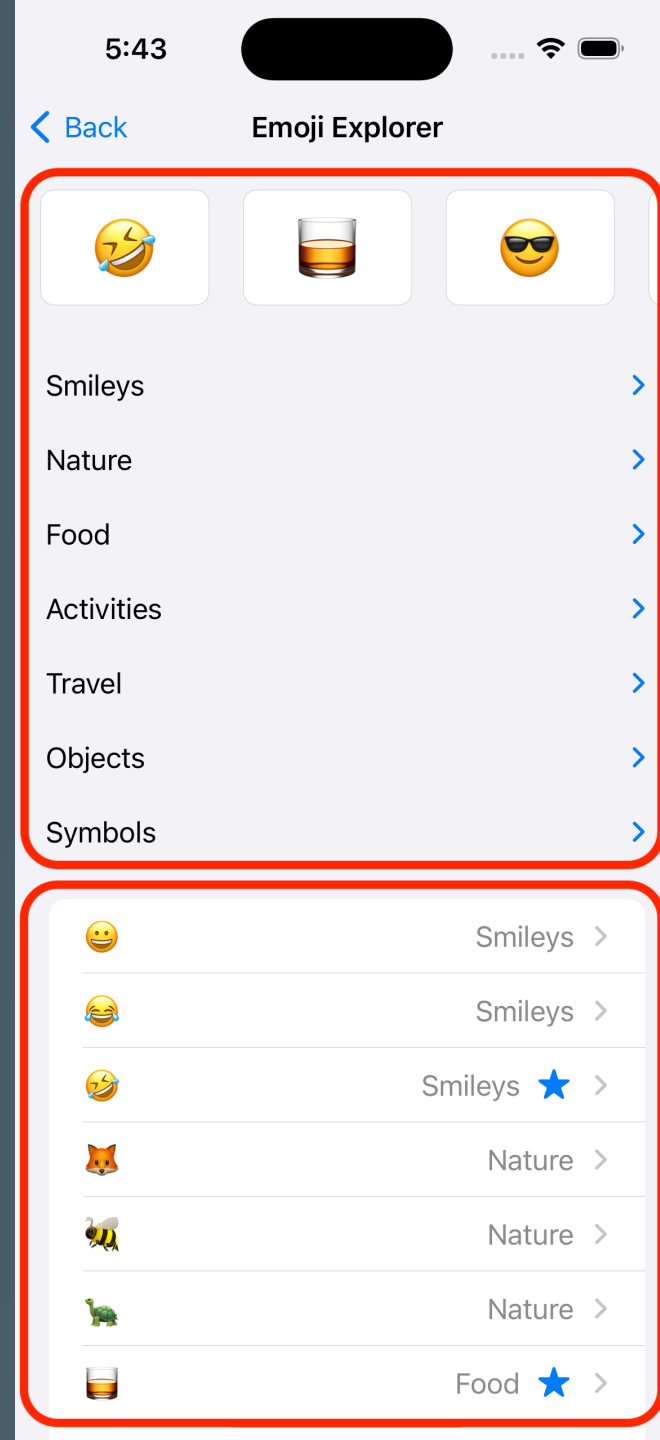 5:43
Back
Emoji Explorer
Smileys
Nature
Food
Activities
Travel
Objects
Symbols
Smileys
Smileys
Smileys
Nature
Nature
Nature
Food